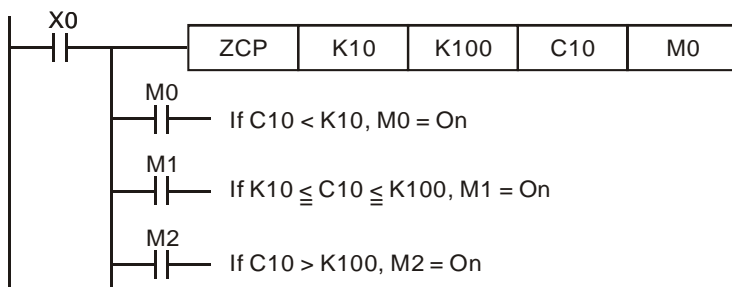 X0
ZCP K10 K100 C10 M0
M0
If C10 < K10, M0 = On
M1
If K10 ≦ C10 ≦ K100, M1 = On
M2
If C10 > K100, M2 = On